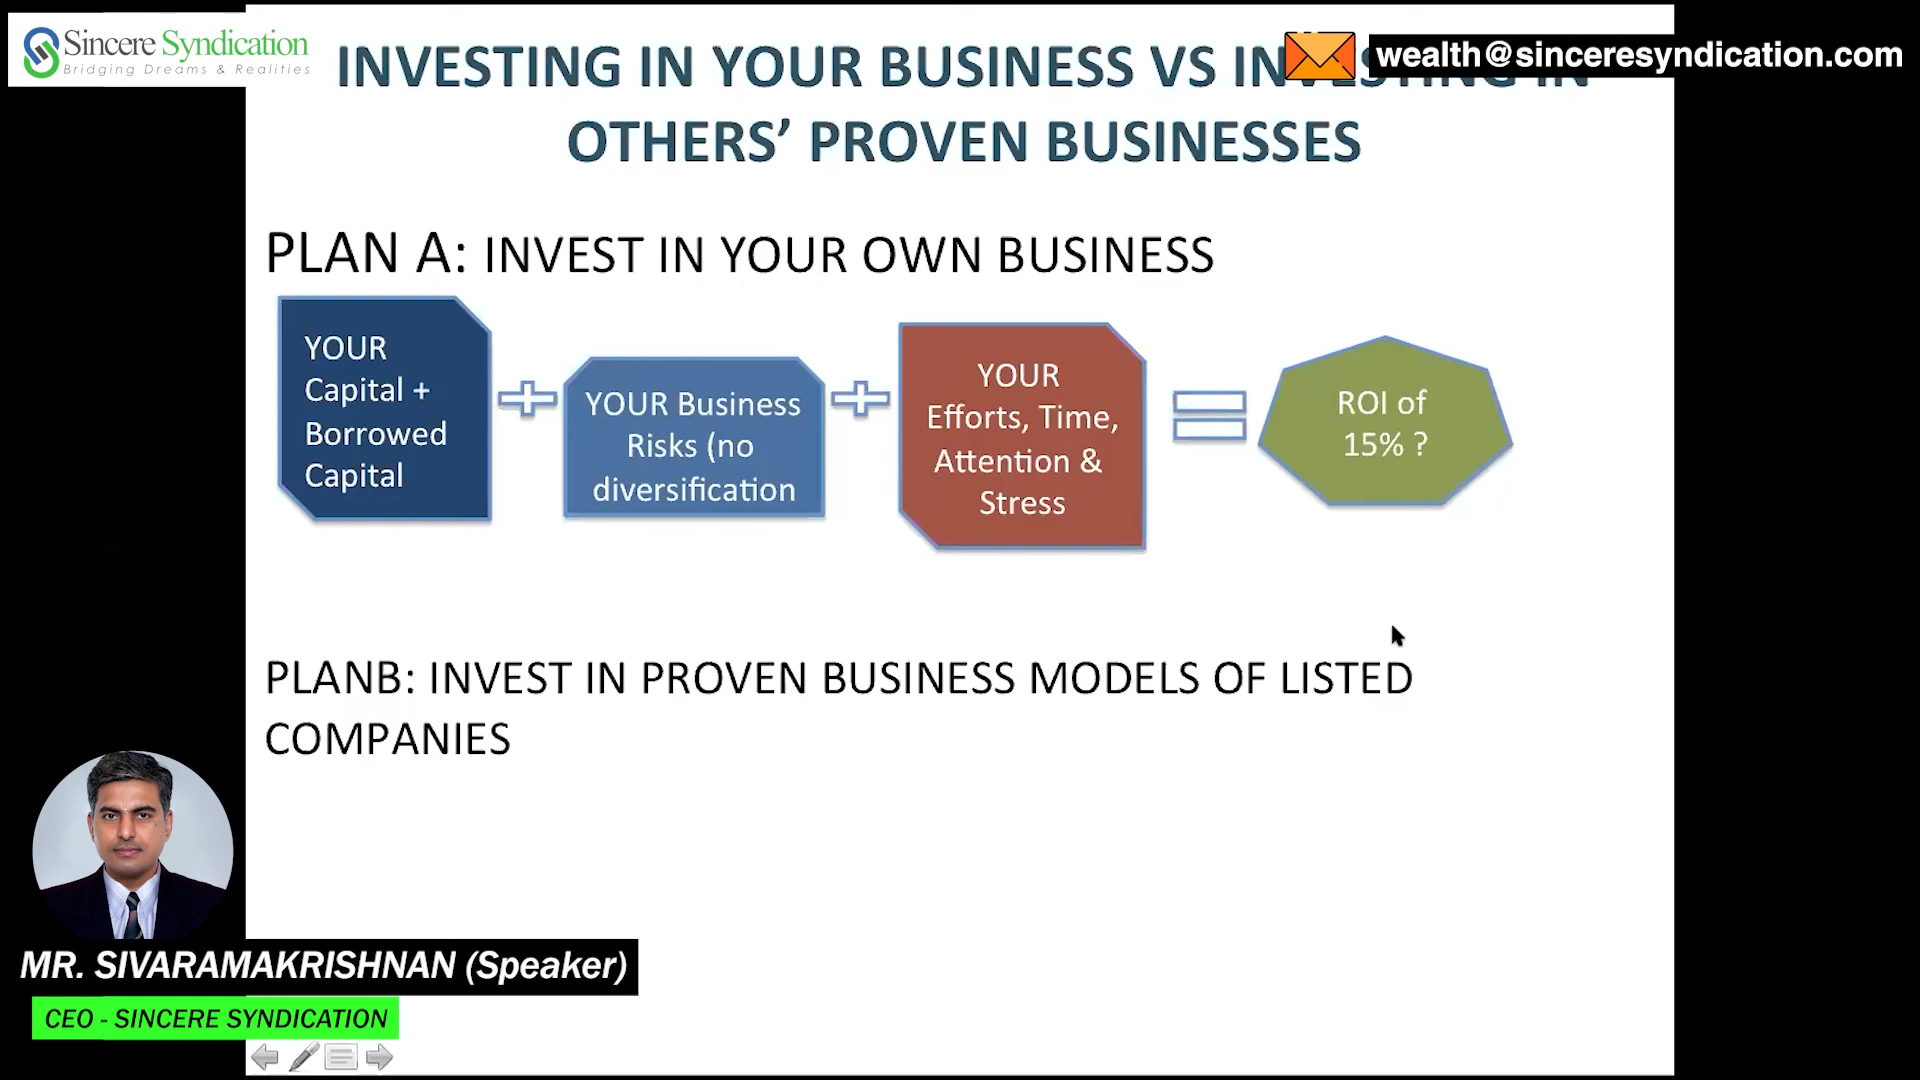 Sincere Syndication
Bridging Dreams & Realities
wealth@sinceresyndication.com
INVESTING IN YOUR BUSINESS VS INVESTING IN
OTHERS’ PROVEN BUSINESSES
PLAN A: INVEST IN YOUR OWN BUSINESS
YOUR
Capital +
Borrowed
Capital
YOUR Business
Risks (no
diversification
YOUR
Efforts, Time,
Attention &
Stress
ROI of
15% ?
PLANB: INVEST IN PROVEN BUSINESS MODELS OF LISTED
COMPANIES
MR. SIVARAMAKRISHNAN (Speaker)
CEO - SINCERE SYNDICATION